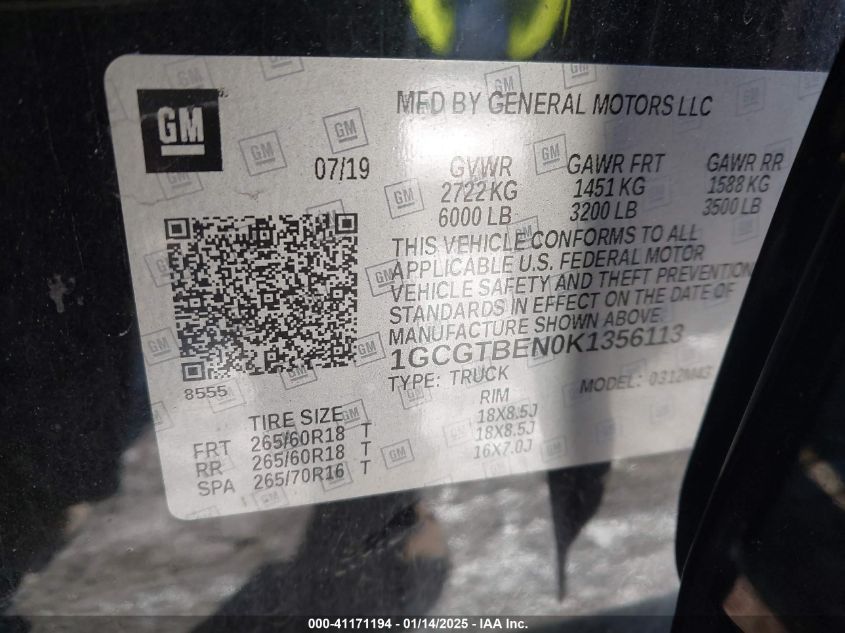 GM
MFD BY GENERAL MOTORS LLC
07/19
GVWR GAWR FRT GAWR RR
2722 KG 1451 KG 1588 KG
6000 LB 3200 LB 3500 LB
THIS VEHICLE CONFORMS TO ALL
APPLICABLE U.S. FEDERAL MOTOR
VEHICLE SAFETY AND THEFT PREVENTION
STANDARDS IN EFFECT ON THE DATE OF
MANUFACTURE SHOWN ABOVE.
1GCGTBEN0K1356113
TYPE: TRUCK MODEL: 0312M43
8555
TIRE SIZE RIM
FRT 265/60R18 T 18X8.5J
RR 265/60R18 T 18X8.5J
SPA 265/70R16 T 16X7.0J
000-41171194 - 01/14/2025 - IAA Inc.